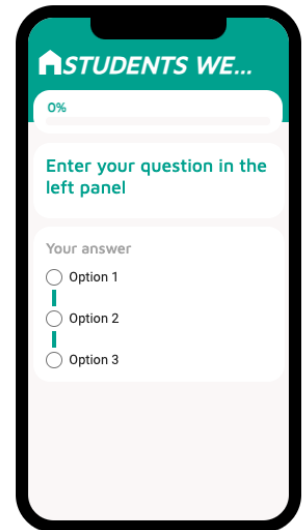 STUDENTS WE...
0%
Enter your question in the
left panel
Your answer
Option 1
Option 2
Option 3